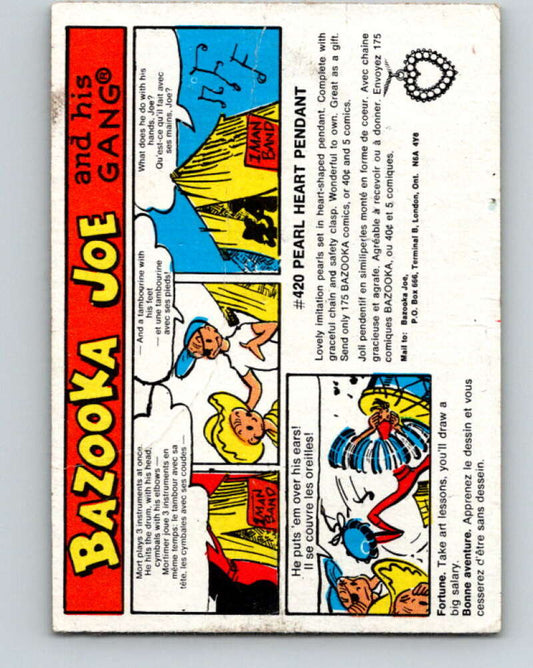 BAZOOKA JOE
and his
GANG®
Mort plays 3 instruments at once.
He hits the drum, with his head,
cymbals with his elbows —
Mortimer joue 3 instruments en
même temps: le tambour avec sa
tête, les cymbales avec ses coudes —
1 MAN
BAND
— And a tambourine with
his feet
— et une tambourine
avec ses pieds!
What does he do with his
hands, Joe?
Qu'est-ce qu'il fait avec
ses mains, Joe?
1 MAN
BAND
He puts 'em over his ears!
Il se couvre les oreilles!
Fortune. Take art lessons, you'll draw a
big salary.
Bonne aventure. Apprenez le dessin et vous
cesserez d'être sans dessein.
#420 PEARL HEART PENDANT
Lovely imitation pearls set in heart-shaped pendant. Complete with
graceful chain and safety clasp. Wonderful to own. Great as a gift.
Send only 175 BAZOOKA comics, or 40¢ and 5 comics.
Joli pendentif en similiperles monté en forme de coeur. Avec chaine
gracieuse et agrafe. Agréable à recevoir ou à donner. Envoyez 175
comiques BAZOOKA, ou 40¢ et 5 comiques.
Mail to: Bazooka Joe,
P.O. Box 666, Terminal B, London, Ont. N6A 4Y6